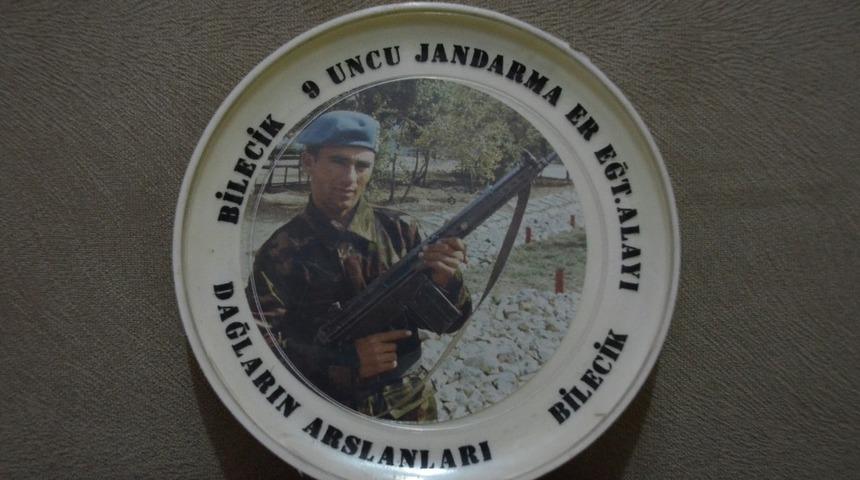 BİLECİK
9 UNCU JANDARMA ER EĞT.ALAYI
BİLECİK
DAĞLARIN ARSLANLARI